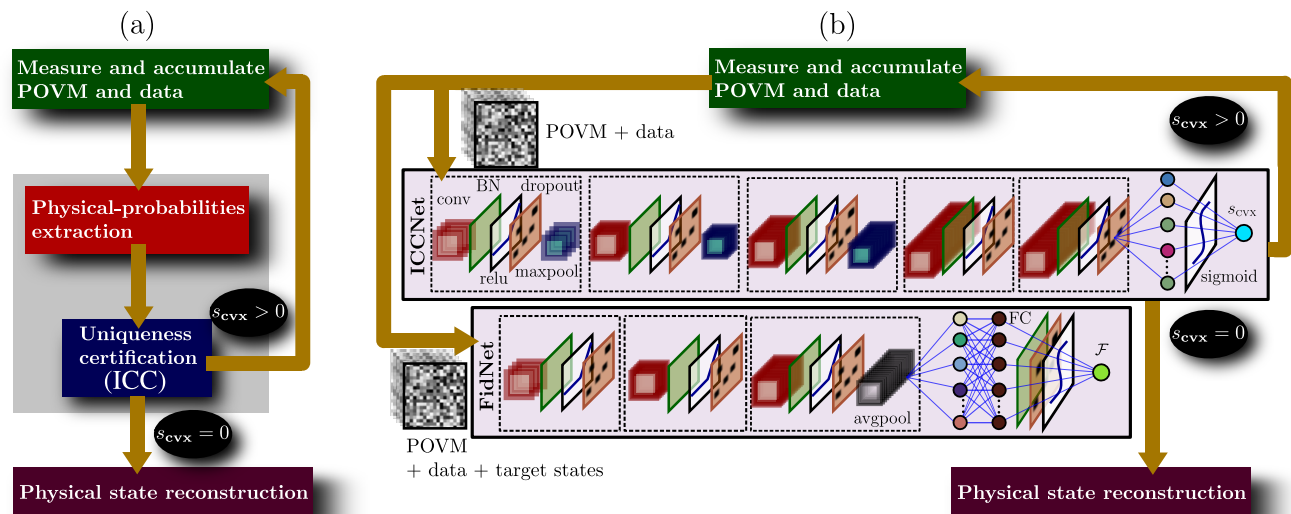 (a)
Measure and accumulate
POVM and data
Physical-probabilities
extraction
s_cvx > 0
Uniqueness
certification
(ICC)
s_cvx = 0
Physical state reconstruction
(b)
Measure and accumulate
POVM and data
s_cvx > 0
POVM + data
ICCNet
conv
BN
dropout
relu
maxpool
s_cvx
sigmoid
s_cvx = 0
FidNet
FC
F
avgpool
POVM
+ data + target states
Physical state reconstruction